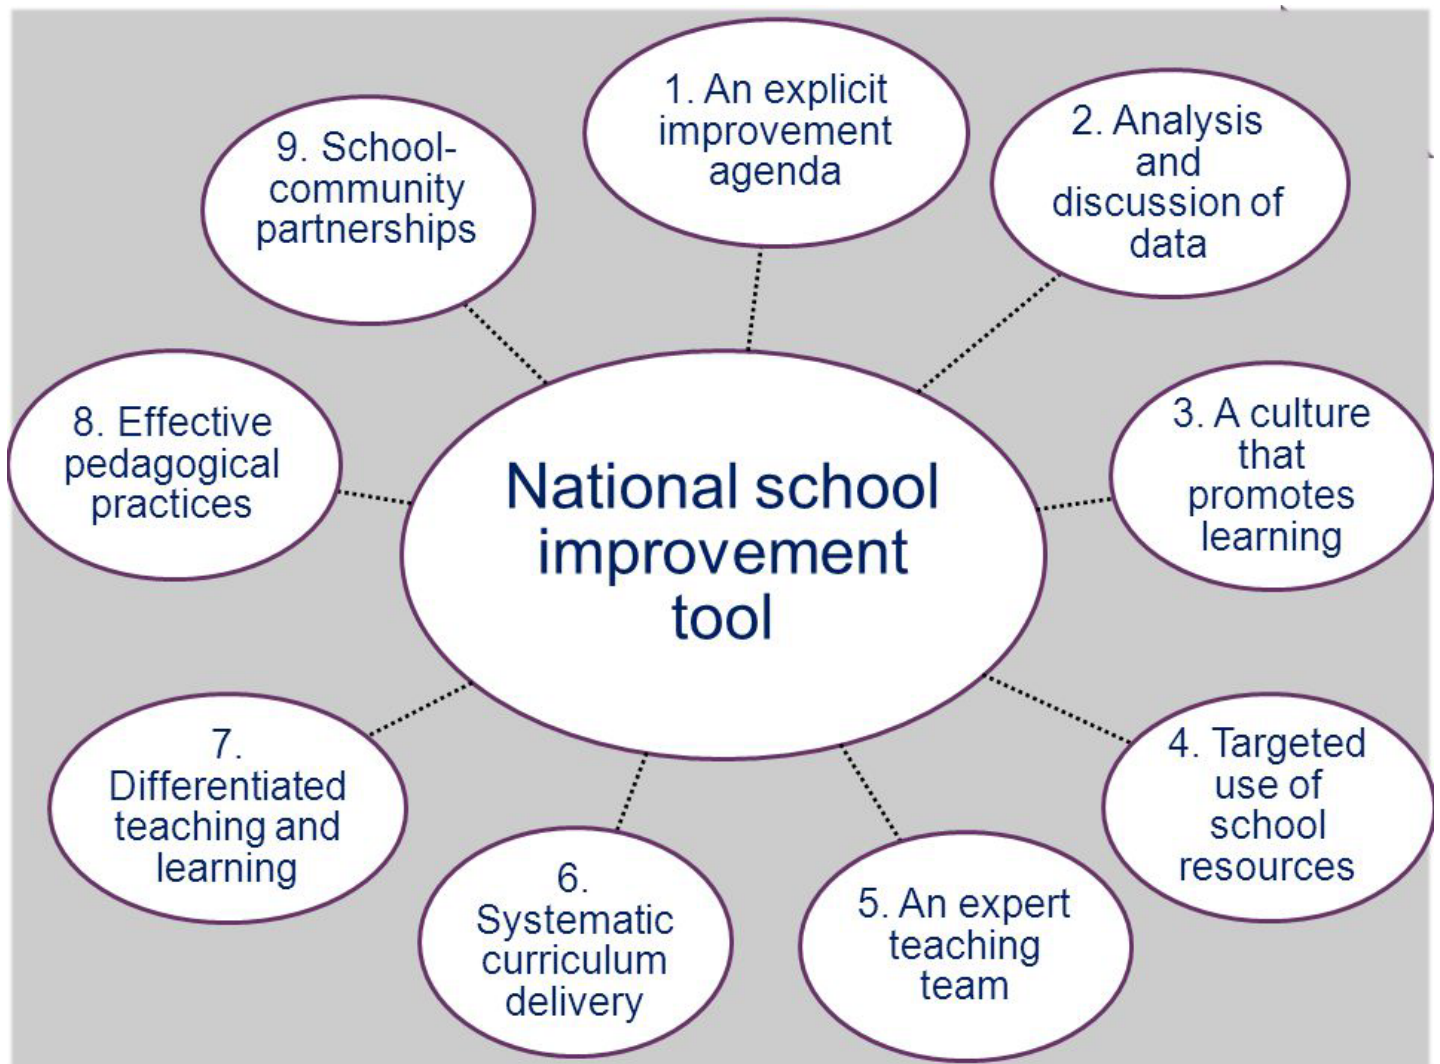 1. An explicit
improvement
agenda
2. Analysis
and
discussion of
data
3. A culture
that
promotes
learning
4. Targeted
use of
school
resources
5. An expert
teaching
team
6.
Systematic
curriculum
delivery
7.
Differentiated
teaching and
learning
8. Effective
pedagogical
practices
9. School-
community
partnerships
National school
improvement
tool